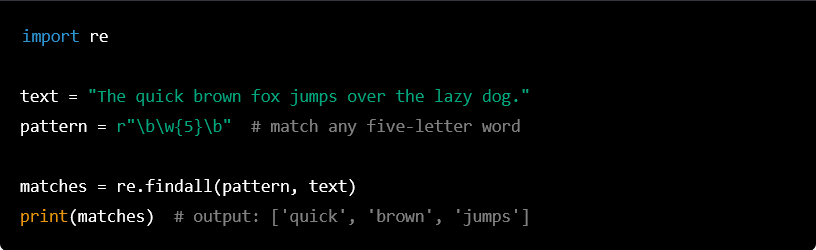 import re
text = "The quick brown fox jumps over the lazy dog."
pattern = r"\b\w{5}\b"  # match any five-letter word
matches = re.findall(pattern, text)
print(matches)  # output: ['quick', 'brown', 'jumps']